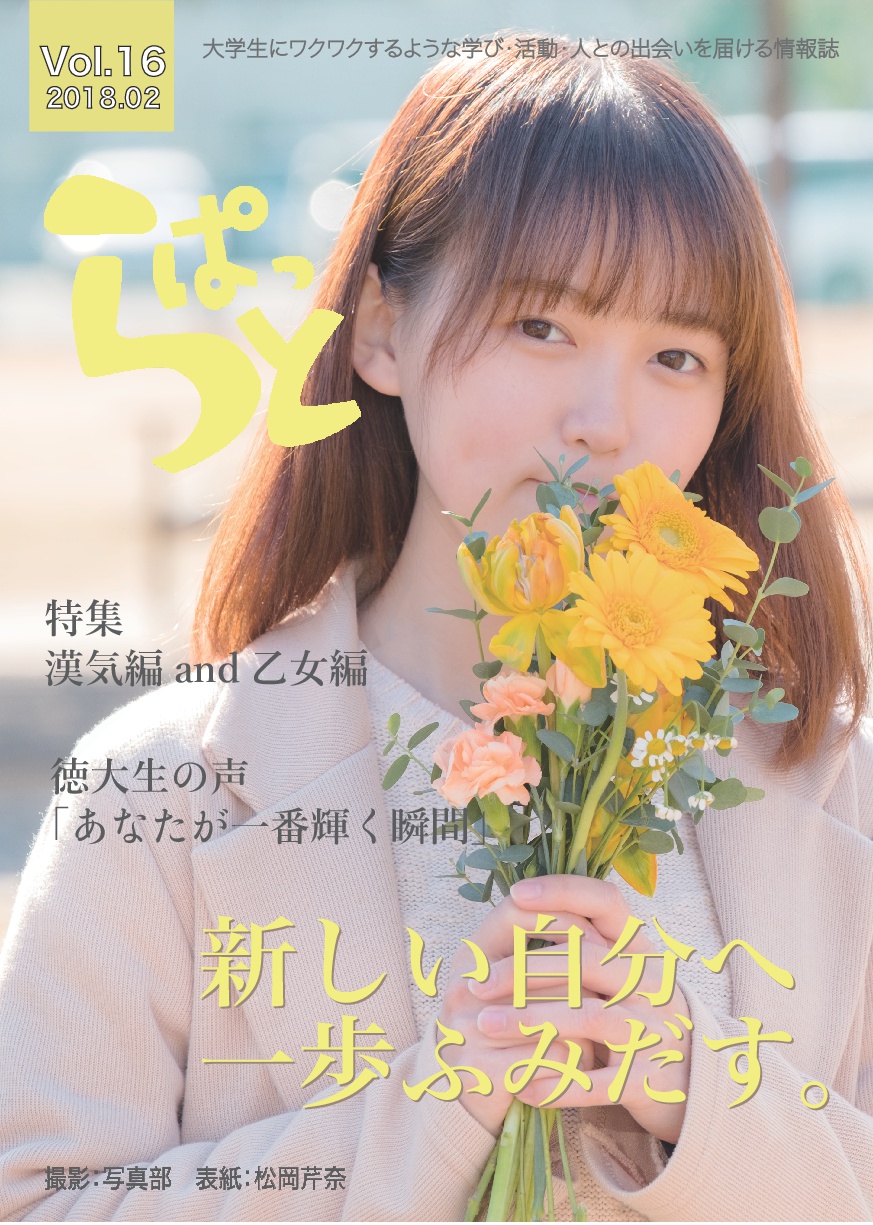 Vol.16
2018.02
大学生にワクワクするような学び・活動・人との出会いを届ける情報誌
ぱっと
特集
漢気編 and 乙女編
徳大生の声
「あなたが一番輝く瞬間」
新しい自分へ
一歩ふみだす。
撮影：写真部　表紙：松岡芹奈